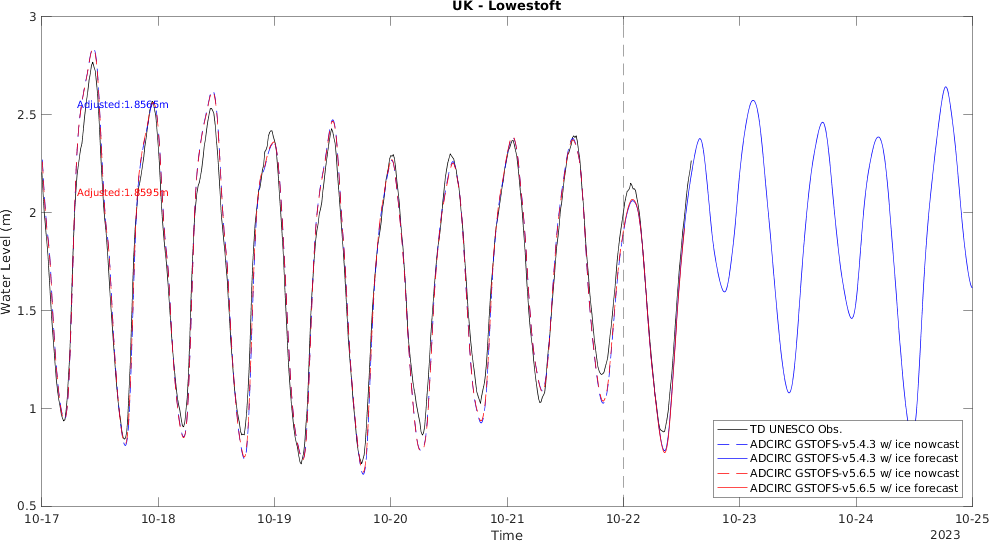 UK - Lowestoft
3
2.5
2
1.5
1
0.5
Water Level (m)
Adjusted:1.8565m
Adjusted:1.8595m
TD UNESCO Obs.
ADCIRC GSTOFS-v5.4.3 w/ ice nowcast
ADCIRC GSTOFS-v5.4.3 w/ ice forecast
ADCIRC GSTOFS-v5.6.5 w/ ice nowcast
ADCIRC GSTOFS-v5.6.5 w/ ice forecast
10-17 10-18 10-19 10-20 10-21 10-22 10-23 10-24 10-25
Time
2023